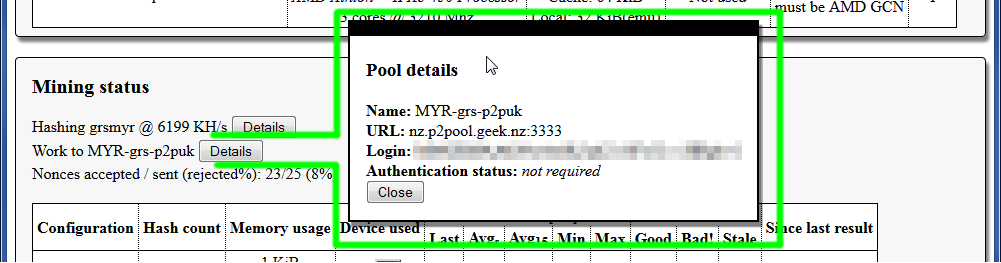 must be AMD GCN
Mining status
Hashing grsmyr @ 6199 KH/s Details
Work to MYR-grs-p2puk Details
Nonces accepted / sent (rejected%): 23/25 (8%
Pool details
Name: MYR-grs-p2puk
URL: nz.p2pool.geek.nz:3333
Login:
Authentication status: not required
Close
Configuration Hash count Memory usage Device used Last Min Max Good Bad! Stale Since last result
1 KiB